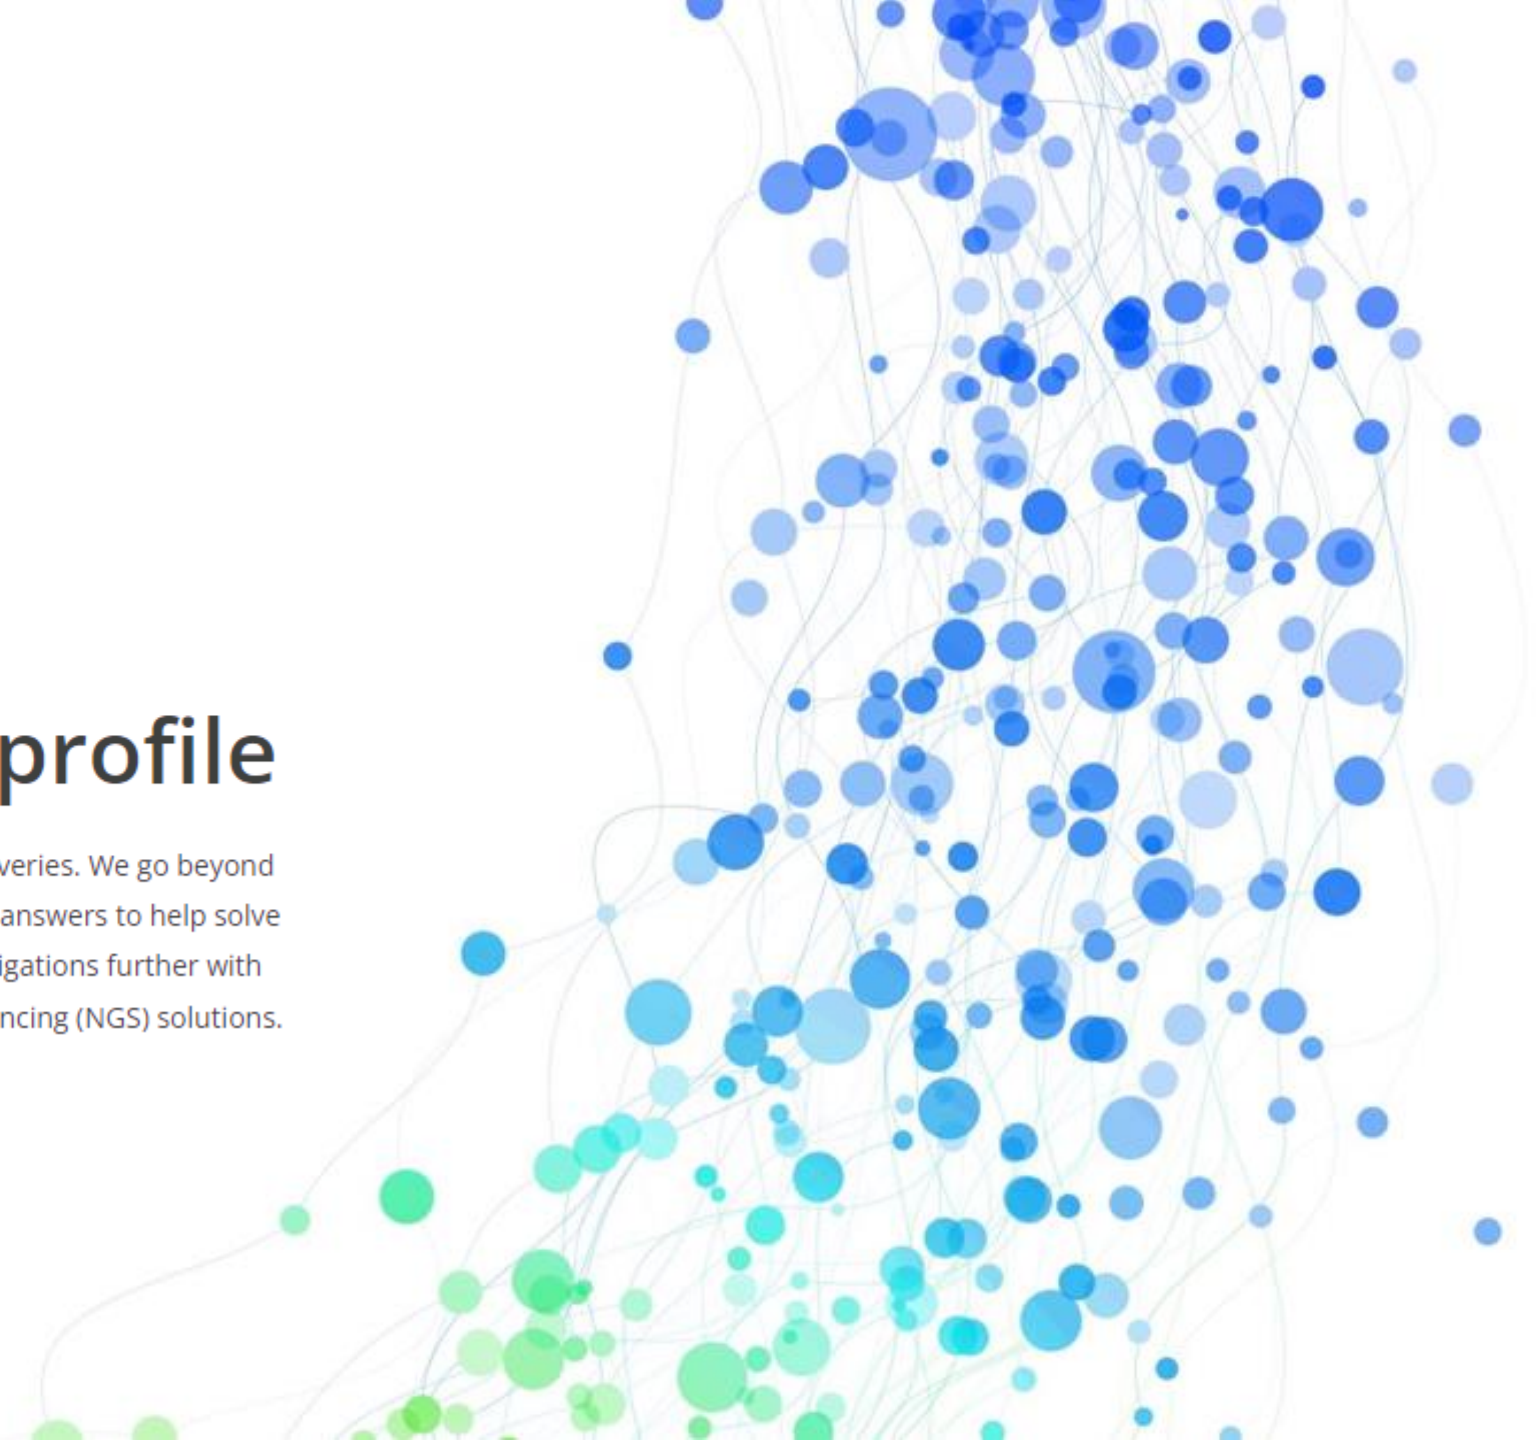 profile
veries. We go beyond
answers to help solve
igations further with
ncing (NGS) solutions.